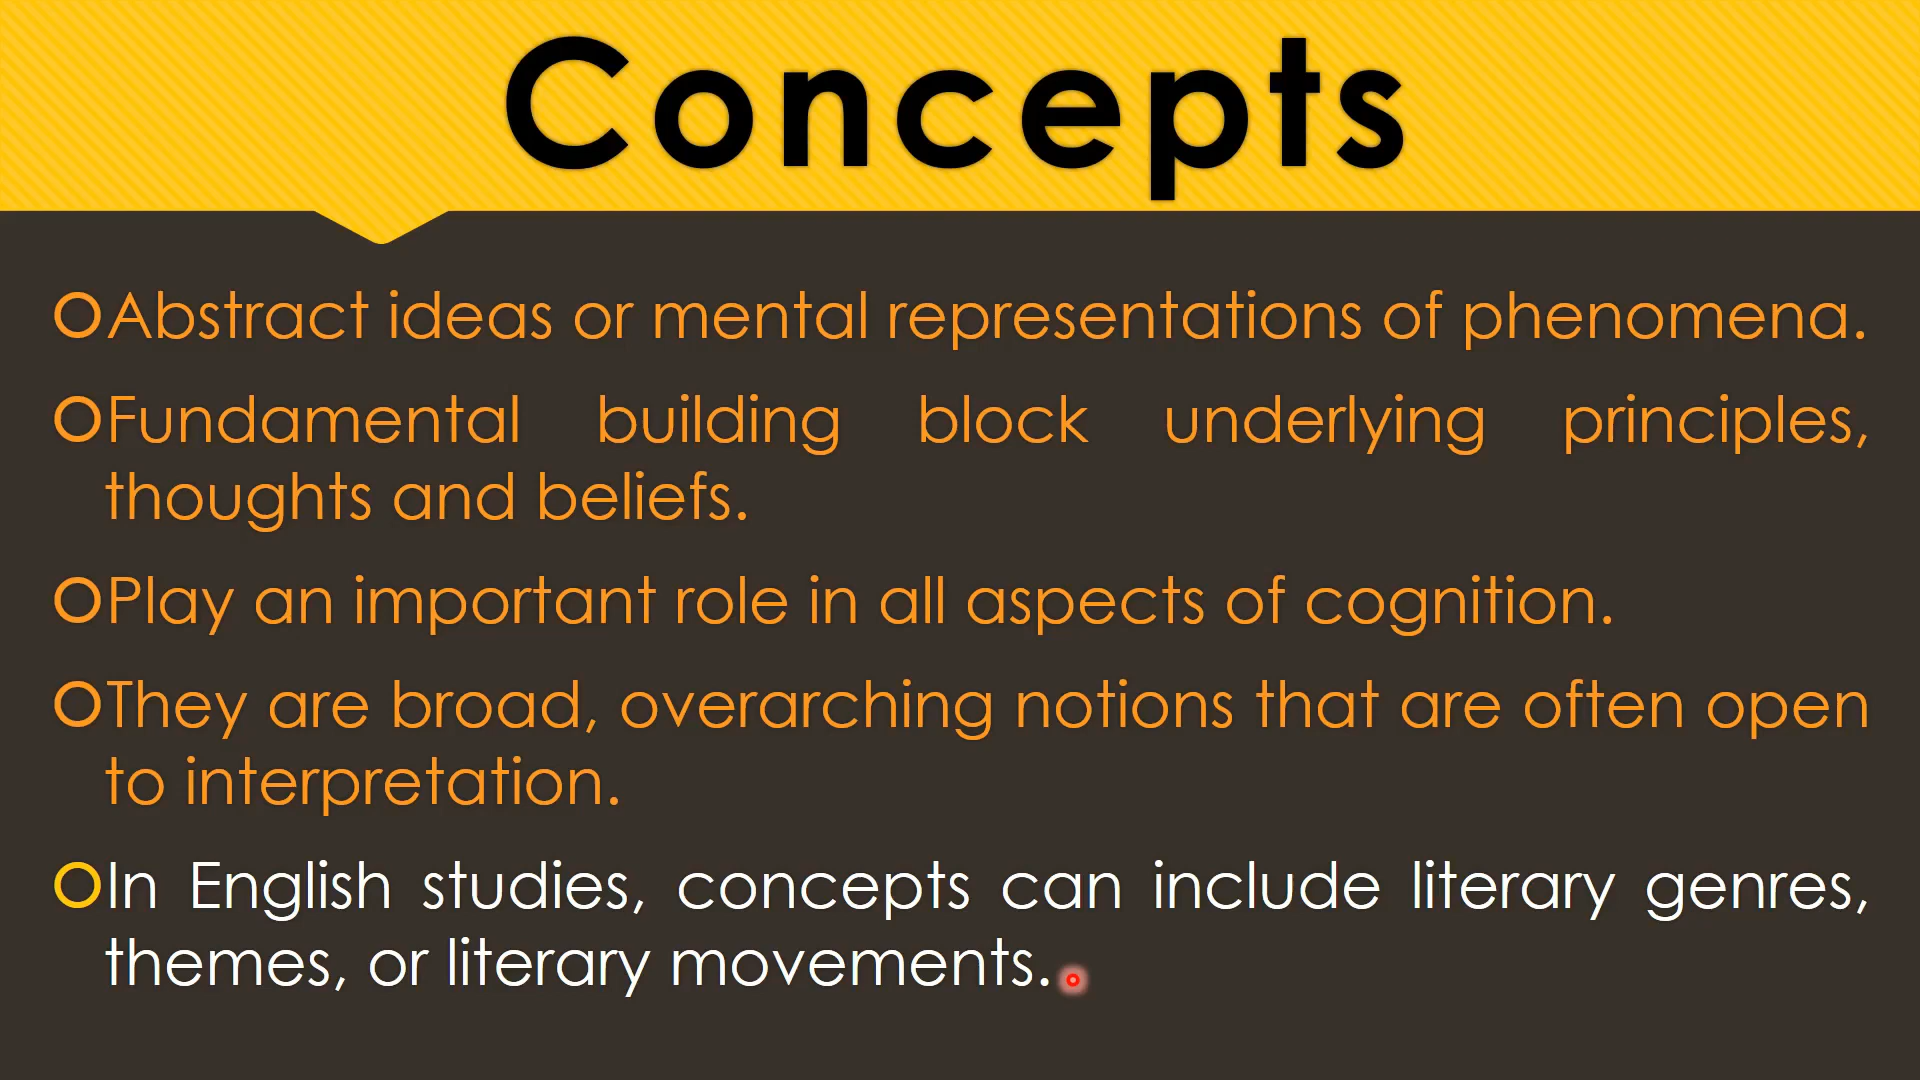 Concepts
Abstract ideas or mental representations of phenomena.
Fundamental building block underlying principles,
thoughts and beliefs.
Play an important role in all aspects of cognition.
They are broad, overarching notions that are often open
to interpretation.
In English studies, concepts can include literary genres,
themes, or literary movements.